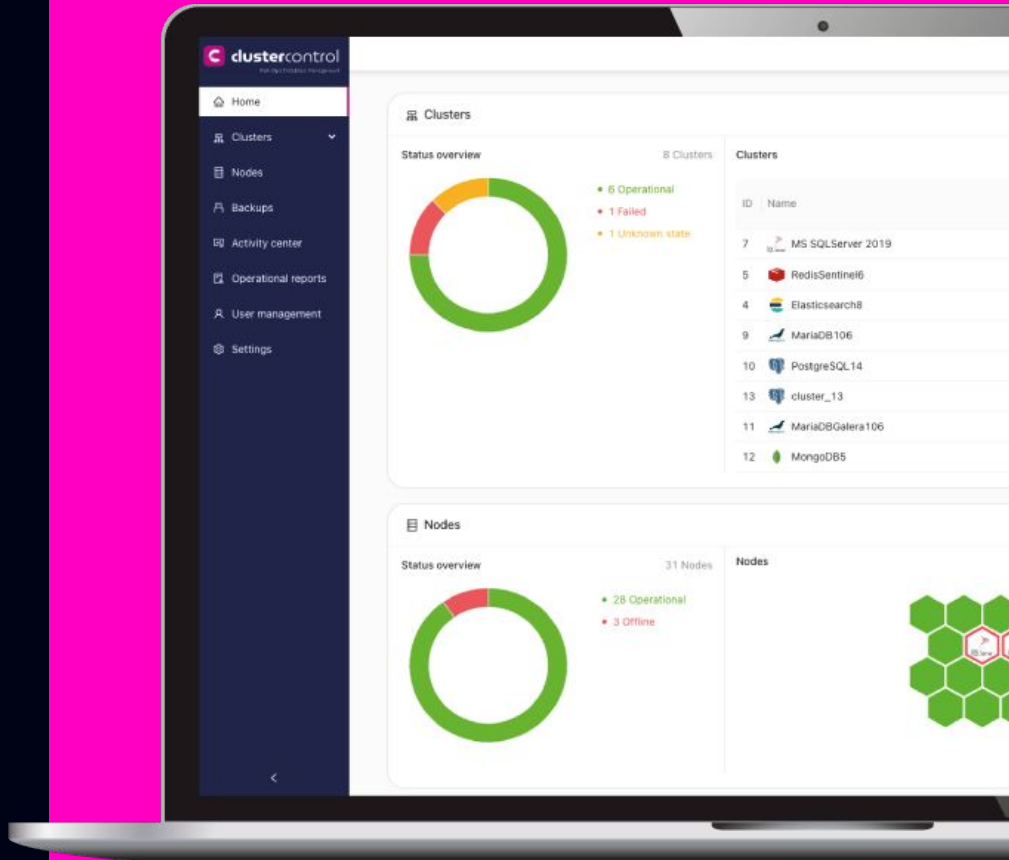 clustercontrol
Home
Clusters
Nodes
Backups
Activity center
Operational reports
User management
Settings
Clusters
Status overview
8 Clusters
6 Operational
1 Failed
1 Unknown state
Clusters
ID Name
7 MS SQLServer 2019
5 RedisSentinel6
4 Elasticsearch8
9 MariaDB106
10 PostgreSQL14
13 cluster_13
11 MariaDBGalera106
12 MongoDB5
Nodes
Status overview
31 Nodes
28 Operational
3 Offline
Nodes